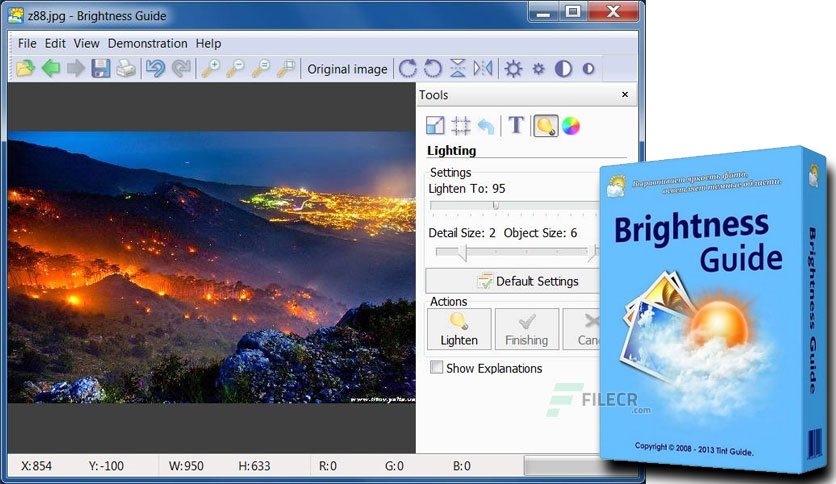 z88.jpg - Brightness Guide
File Edit View Demonstration Help
Original image
Tools
T
Lighting
Settings
Lighten To: 95
Detail Size: 2 Object Size: 6
Default Settings
Actions
Lighten
Finishing
Canc
Show Explanations
FILECR
.com
X:854 Y:-100 W:950 H:633 R:0 G:0 B:0
Выравнивает яркость фото,
осветляет темные области.
Brightness
Guide
Copyright © 2008 - 2013 Tint Guide.
Brightness Guide